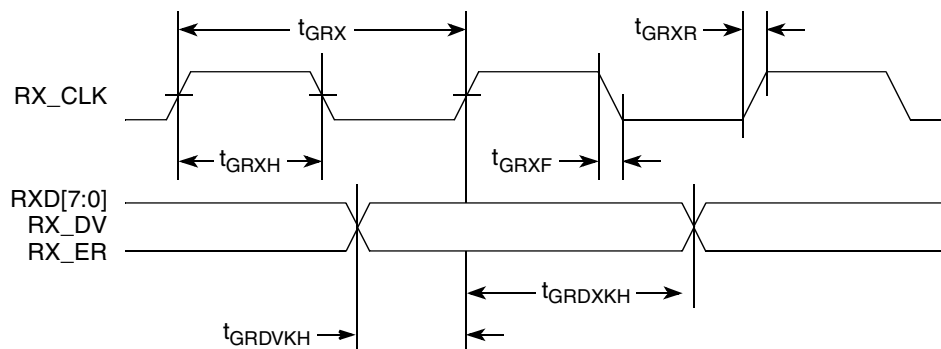 tGRX
tGRXR
RX_CLK
tGRXH
tGRXF
RXD[7:0]
RX_DV
RX_ER
tGRDXKH
tGRDVKH